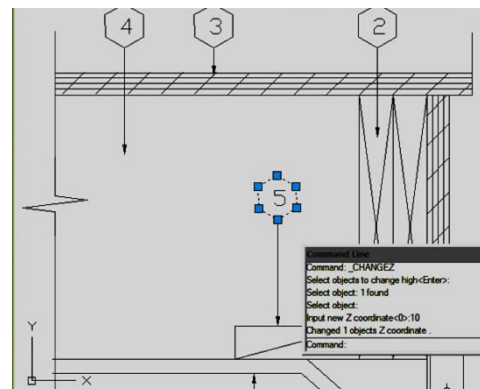 4
3
2
5
Command Line
Command: _CHANGEZ
Select objects to change high<Enter>:
Select object: 1 found
Select object:
Input new Z coordinate<0>:10
Changed 1 objects Z coordinate .
Command:
Y
X